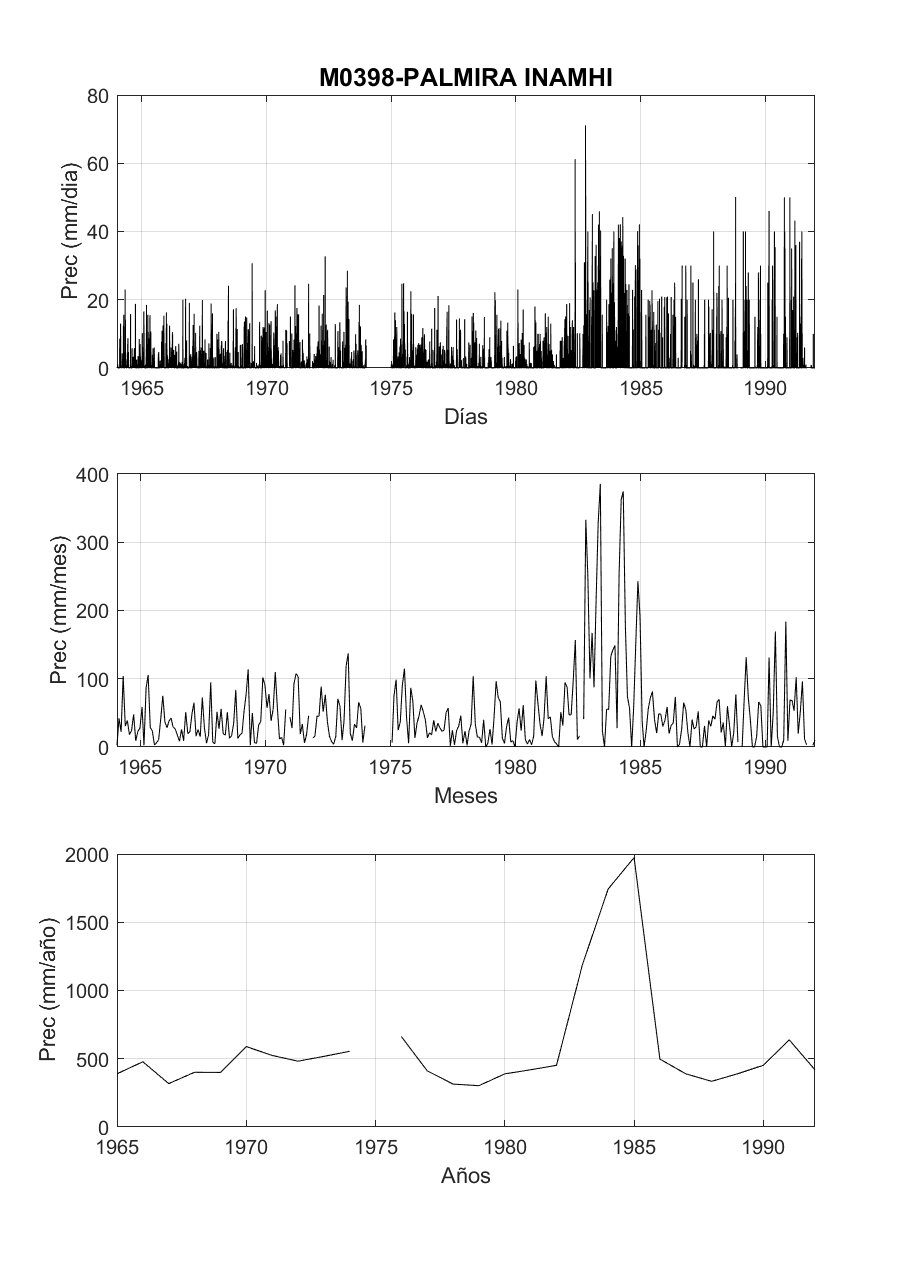 M0398-PALMIRA INAMHI
Prec (mm/dia)
80
60
40
20
0
1965 1970 1975 1980 1985 1990
Días
Prec (mm/mes)
400
300
200
100
0
1965 1970 1975 1980 1985 1990
Meses
Prec (mm/año)
2000
1500
1000
500
0
1965 1970 1975 1980 1985 1990
Años